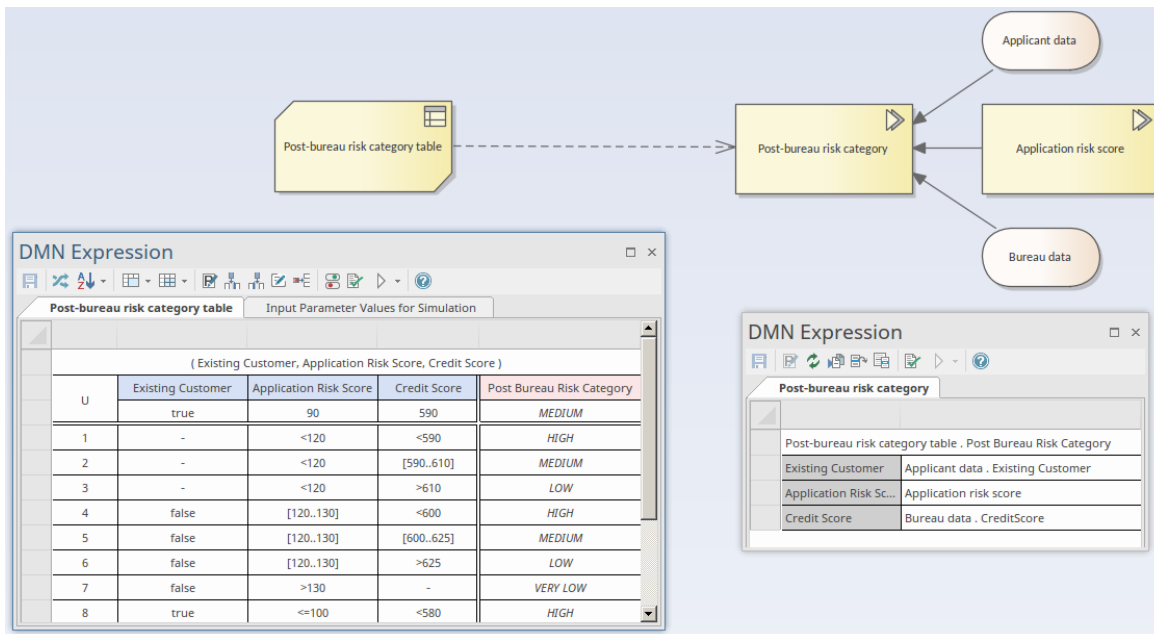 Applicant data
Post-bureau risk category table
Post-bureau risk category
Application risk score
Bureau data
DMN Expression
Post-bureau risk category table Input Parameter Values for Simulation
( Existing Customer, Application Risk Score, Credit Score )
U Existing Customer Application Risk Score Credit Score Post Bureau Risk Category
true 90 590 MEDIUM
1 - <120 <590 HIGH
2 - <120 [590..610] MEDIUM
3 - <120 >610 LOW
4 false [120..130] <600 HIGH
5 false [120..130] [600..625] MEDIUM
6 false [120..130] >625 LOW
7 false >130 - VERY LOW
8 true <=100 <580 HIGH
DMN Expression
Post-bureau risk category
Post-bureau risk category table . Post Bureau Risk Category
Existing Customer Applicant data . Existing Customer
Application Risk Sc... Application risk score
Credit Score Bureau data . CreditScore